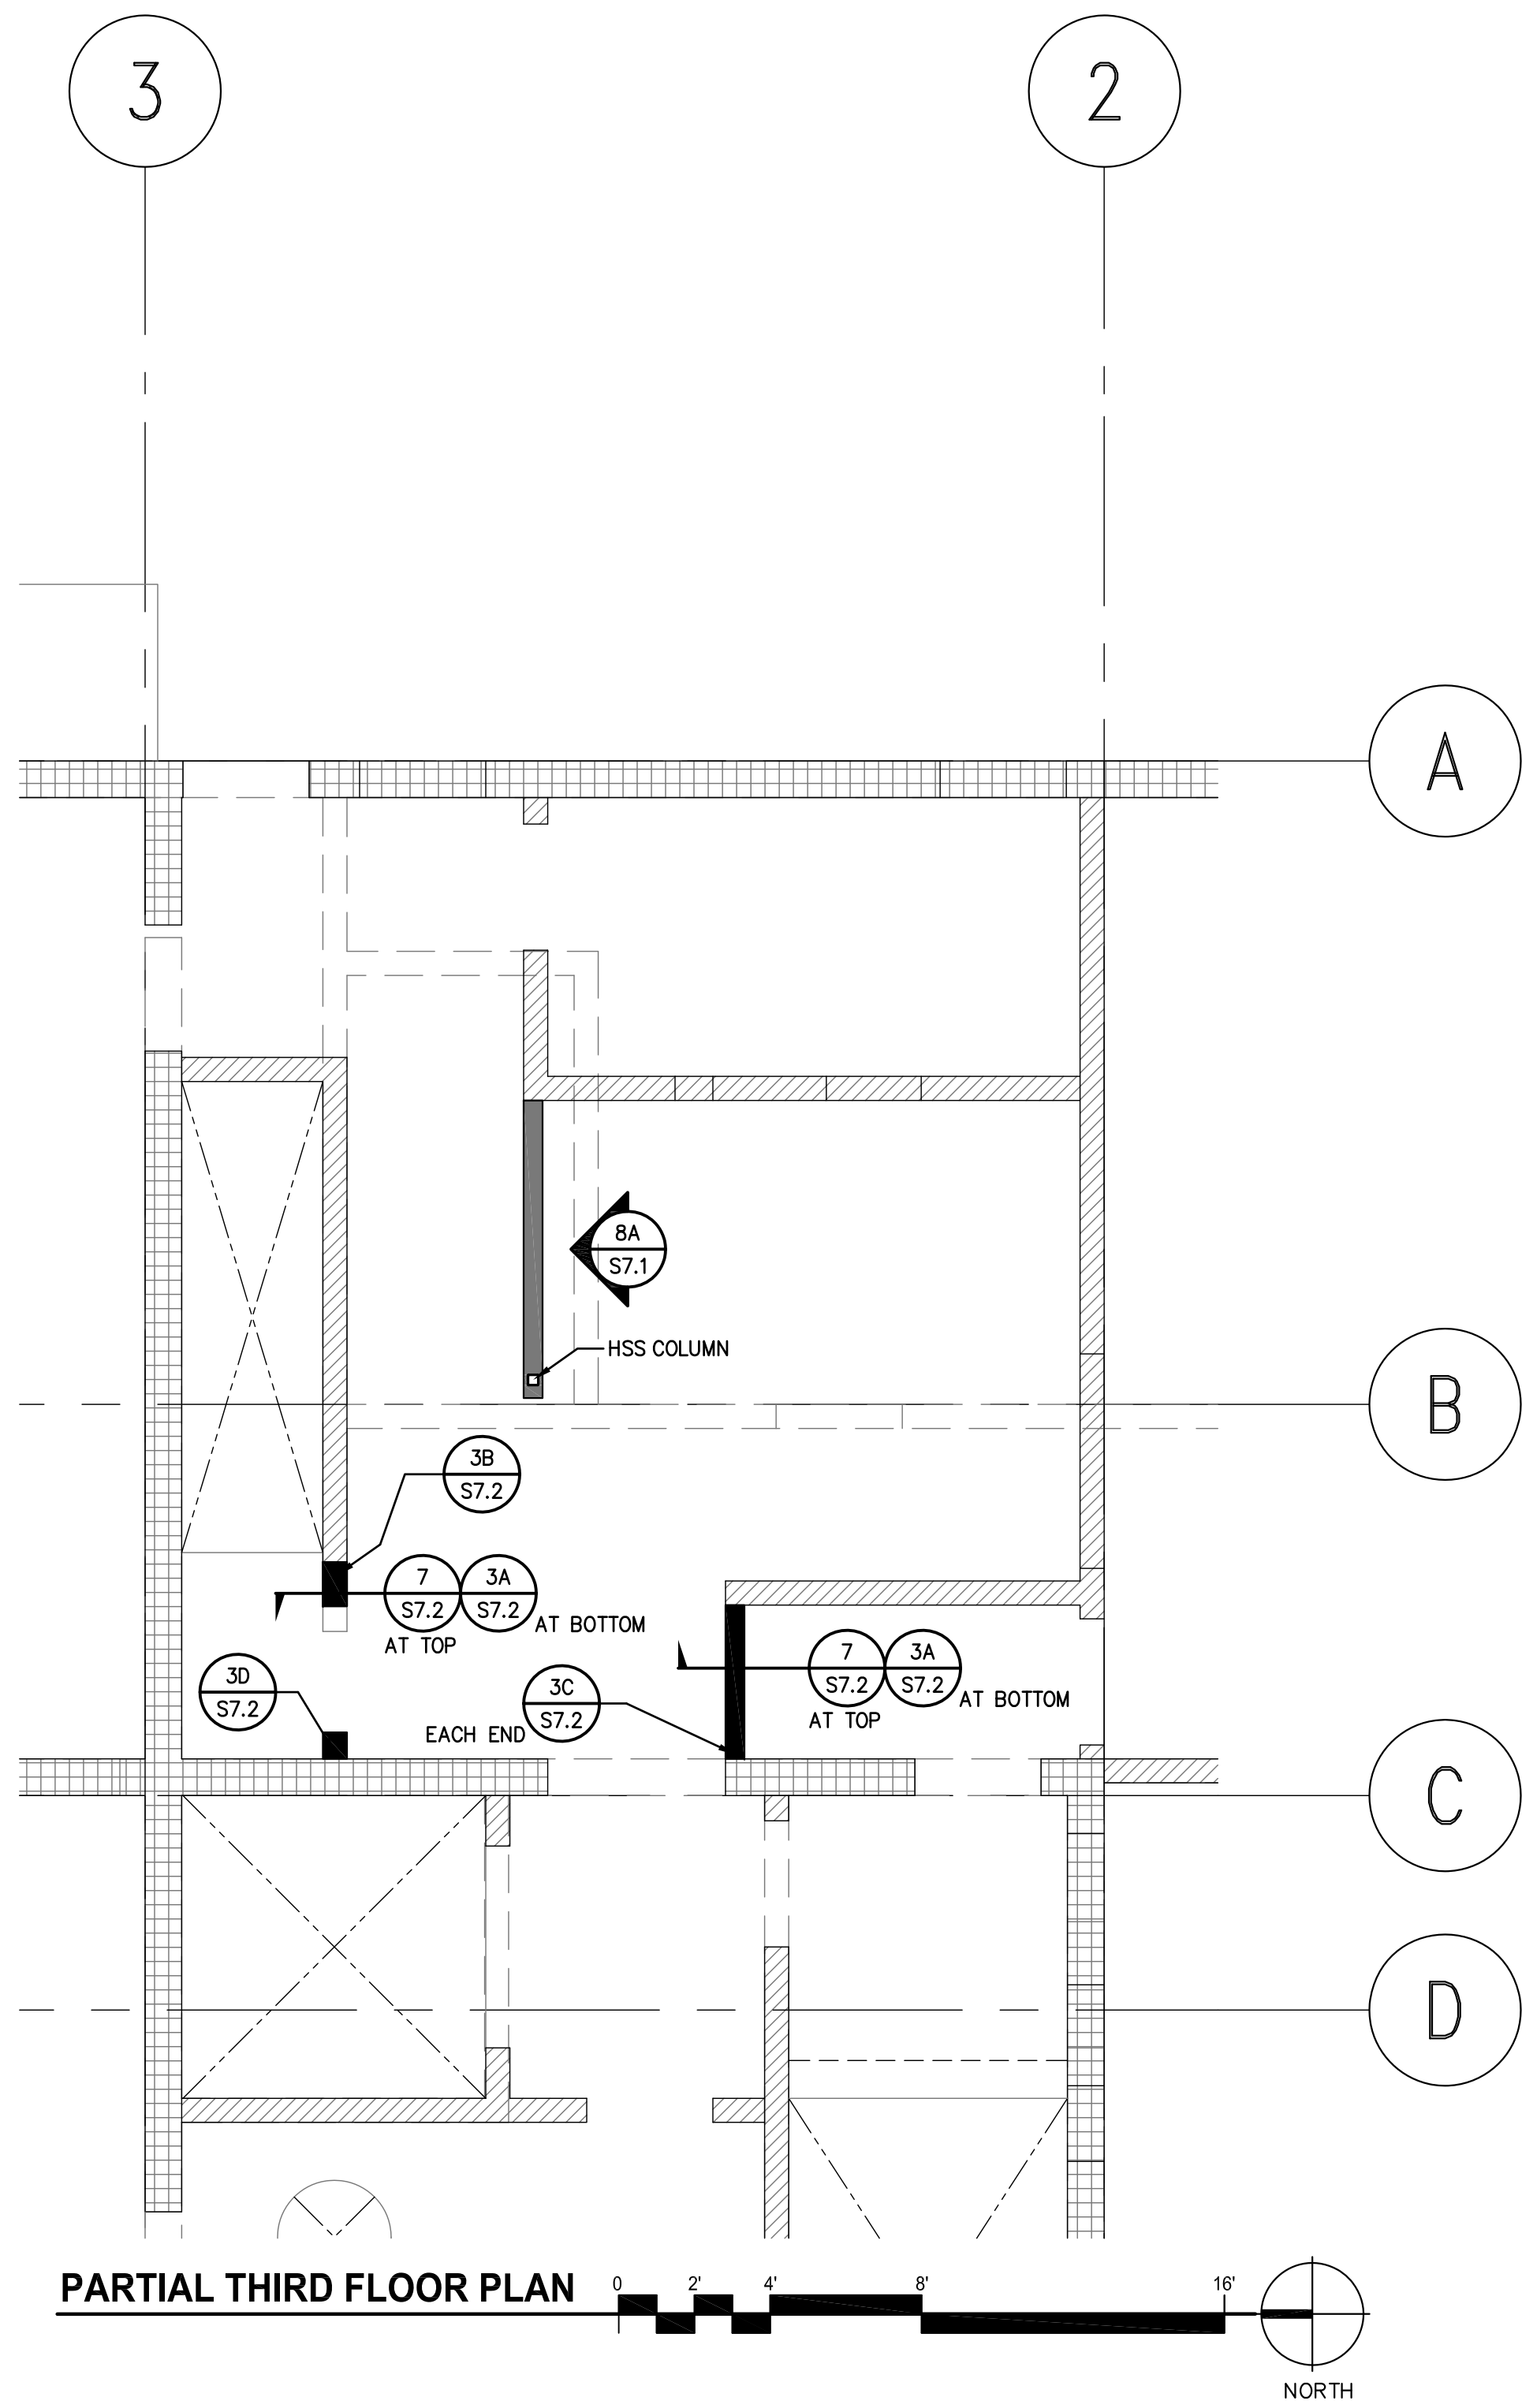 3
2
A
8A
S7.1
HSS COLUMN
B
3B
S7.2
7
S7.2
AT TOP
3A
S7.2
AT BOTTOM
3D
S7.2
EACH END
3C
S7.2
7
S7.2
AT TOP
3A
S7.2
AT BOTTOM
C
D
PARTIAL THIRD FLOOR PLAN
0 2' 4' 8' 16'
NORTH